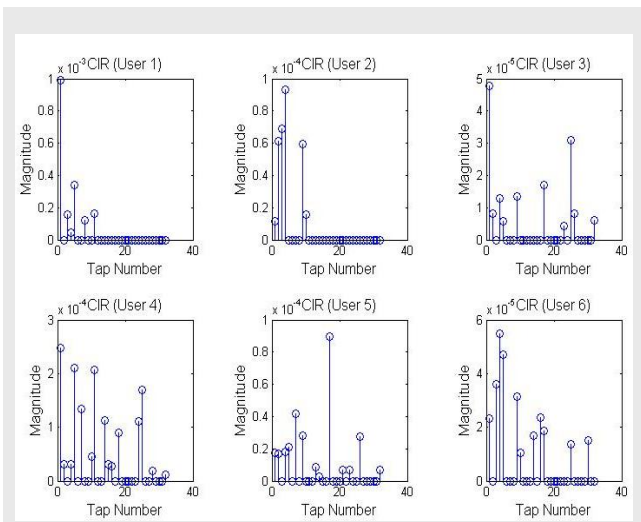 x 10-3 CIR (User 1)
1
0.8
0.6
0.4
0.2
0
0
20
40
Magnitude
Tap Number
x 10-4 CIR (User 2)
1
0.8
0.6
0.4
0.2
0
0
20
40
Magnitude
Tap Number
x 10-5 CIR (User 3)
5
4
3
2
1
0
0
20
40
Magnitude
Tap Number
x 10-4 CIR (User 4)
3
2
1
0
0
20
40
Magnitude
Tap Number
x 10-4 CIR (User 5)
1
0.8
0.6
0.4
0.2
0
0
20
40
Magnitude
Tap Number
x 10-5 CIR (User 6)
6
4
2
0
0
20
40
Magnitude
Tap Number